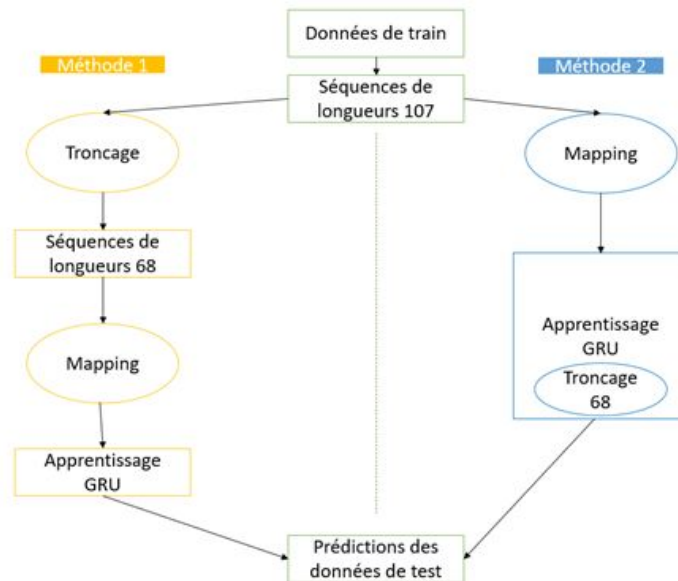 Données de train
Méthode 1
Méthode 2
Séquences de
longueurs 107
Troncage
Mapping
Séquences de
longueurs 68
Mapping
Apprentissage
GRU
Troncage
68
Apprentissage
GRU
Prédictions des
données de test